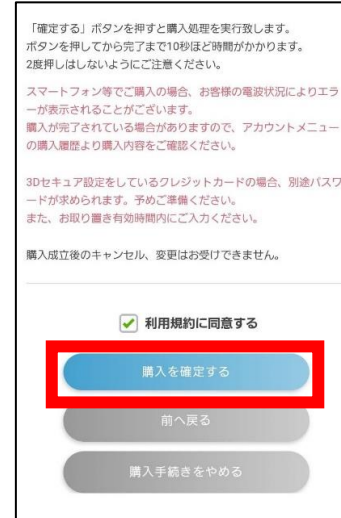 「確定する」ボタンを押すと購入処理を実行致します。
ボタンを押してから完了まで10秒ほど時間がかかります。
2度押しはしないようにご注意ください。
スマートフォン等でご購入の場合、お客様の電波状況によりエラ
ーが表示されることがございます。
購入が完了されている場合がありますので、アカウントメニュー
の購入履歴より購入内容をご確認ください。
3Dセキュア設定をしているクレジットカードの場合、別途パスワ
ードが求められます。予めご準備ください。
また、お取り置き有効時間内にご入力ください。
購入成立後のキャンセル、変更はお受けできません。
利用規約に同意する
購入を確定する
前へ戻る
購入手続きをやめる